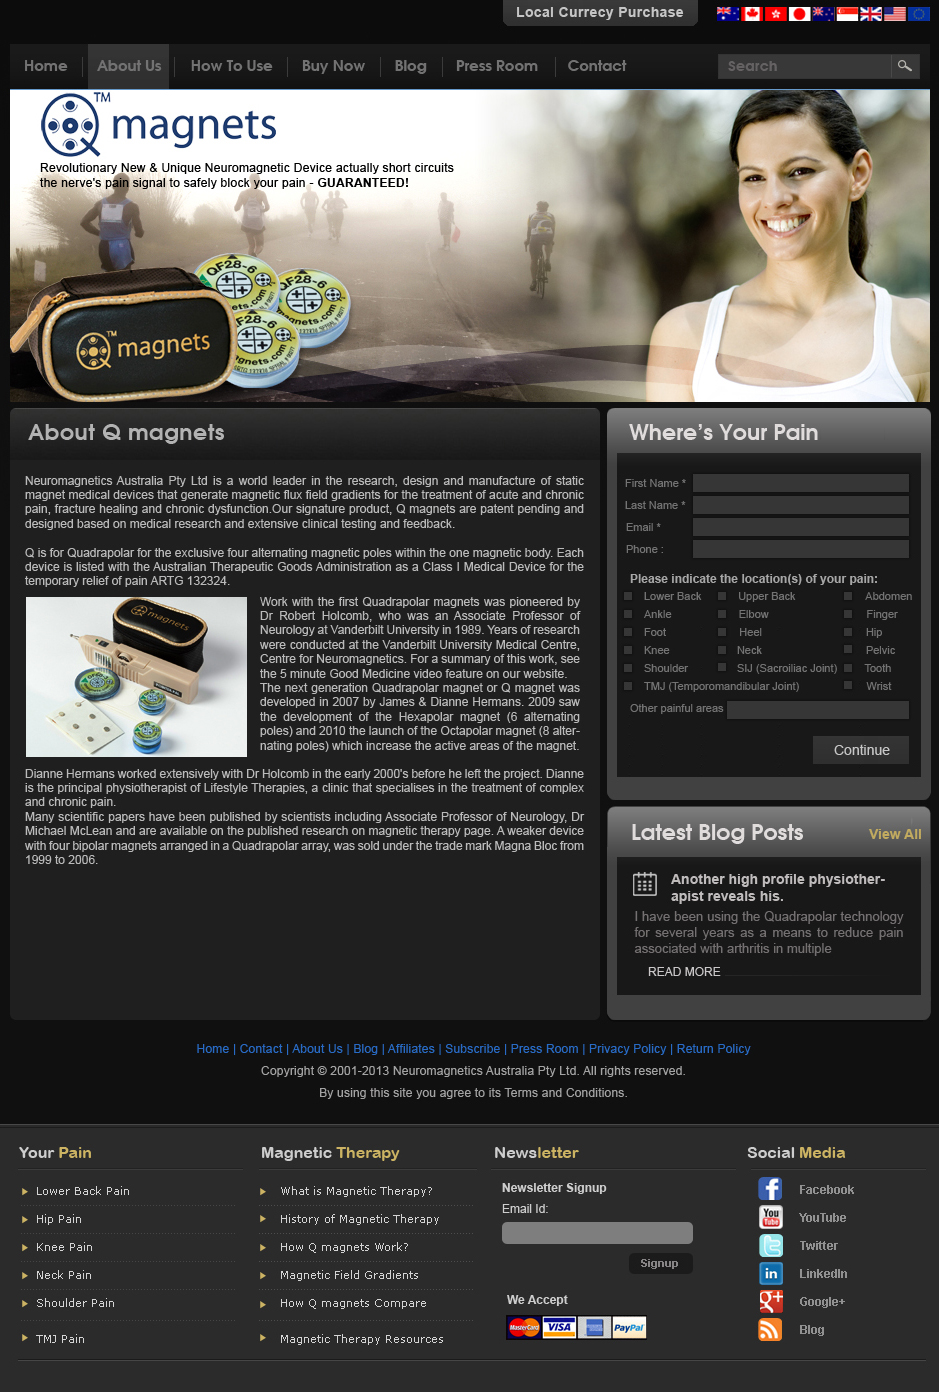 Local Currecy Purchase
Home
About Us
How To Use
Buy Now
Blog
Press Room
Contact
Search
TM
magnets
Revolutionary New & Unique Neuromagnetic Device actually short circuits
the nerve's pain signal to safely block your pain - GUARANTEED!
QF28-6
QF28-6
F28-6
TM
magnets
About Q magnets
Neuromagnetics Australia Pty Ltd is a world leader in the research, design and manufacture of static
magnet medical devices that generate magnetic flux field gradients for the treatment of acute and chronic
pain, fracture healing and chronic dysfunction.Our signature product, Q magnets are patent pending and
designed based on medical research and extensive clinical testing and feedback.
Q is for Quadrapolar for the exclusive four alternating magnetic poles within the one magnetic body. Each
device is listed with the Australian Therapeutic Goods Administration as a Class I Medical Device for the
temporary relief of pain ARTG 132324.
Work with the first Quadrapolar magnets was pioneered by
Dr Robert Holcomb, who was an Associate Professor of
Neurology at Vanderbilt University in 1989. Years of research
were conducted at the Vanderbilt University Medical Centre,
Centre for Neuromagnetics. For a summary of this work, see
the 5 minute Good Medicine video feature on our website.
The next generation Quadrapolar magnet or Q magnet was
developed in 2007 by James & Dianne Hermans. 2009 saw
the development of the Hexapolar magnet (6 alternating
poles) and 2010 the launch of the Octapolar magnet (8 alter-
nating poles) which increase the active areas of the magnet.
Dianne Hermans worked extensively with Dr Holcomb in the early 2000's before he left the project. Dianne
is the principal physiotherapist of Lifestyle Therapies, a clinic that specialises in the treatment of complex
and chronic pain.
Many scientific papers have been published by scientists including Associate Professor of Neurology, Dr
Michael McLean and are available on the published research on magnetic therapy page. A weaker device
with four bipolar magnets arranged in a Quadrapolar array, was sold under the trade mark Magna Bloc from
1999 to 2006.
Where's Your Pain
First Name *
Last Name *
Email *
Phone :
Please indicate the location(s) of your pain:
Lower Back Upper Back Abdomen
Ankle Elbow Finger
Foot Heel Hip
Knee Neck Pelvic
Shoulder SIJ (Sacroiliac Joint) Tooth
TMJ (Temporomandibular Joint) Wrist
Other painful areas
Continue
Latest Blog Posts View All
Another high profile physiother-
apist reveals his.
I have been using the Quadrapolar technology
for several years as a means to reduce pain
associated with arthritis in multiple
READ MORE
Home | Contact | About Us | Blog | Affiliates | Subscribe | Press Room | Privacy Policy | Return Policy
Copyright © 2001-2013 Neuromagnetics Australia Pty Ltd. All rights reserved.
By using this site you agree to its Terms and Conditions.
Your Pain
Lower Back Pain
Hip Pain
Knee Pain
Neck Pain
Shoulder Pain
TMJ Pain
Magnetic Therapy
What is Magnetic Therapy?
History of Magnetic Therapy
How Q magnets Work?
Magnetic Field Gradients
How Q magnets Compare
Magnetic Therapy Resources
Newsletter
Newsletter Signup
Email Id:
Signup
We Accept
MasterCard
VISA
PayPal
Social Media
Facebook
YouTube
Twitter
LinkedIn
Google+
Blog